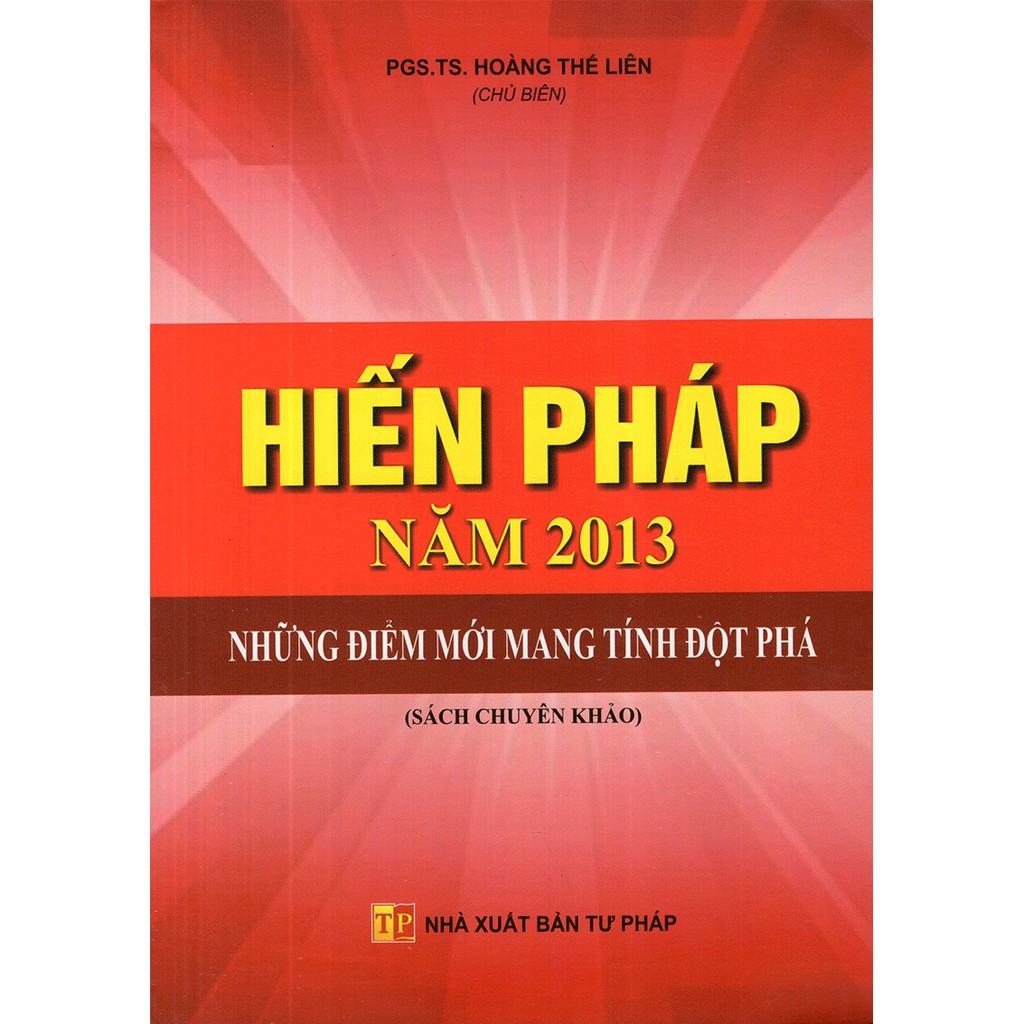 PGS.TS. HOÀNG THẾ LIÊN
(CHỦ BIÊN)
HIẾN PHÁP
NĂM 2013
NHỮNG ĐIỂM MỚI MANG TÍNH ĐỘT PHÁ
(SÁCH CHUYÊN KHẢO)
TP NHÀ XUẤT BẢN TƯ PHÁP